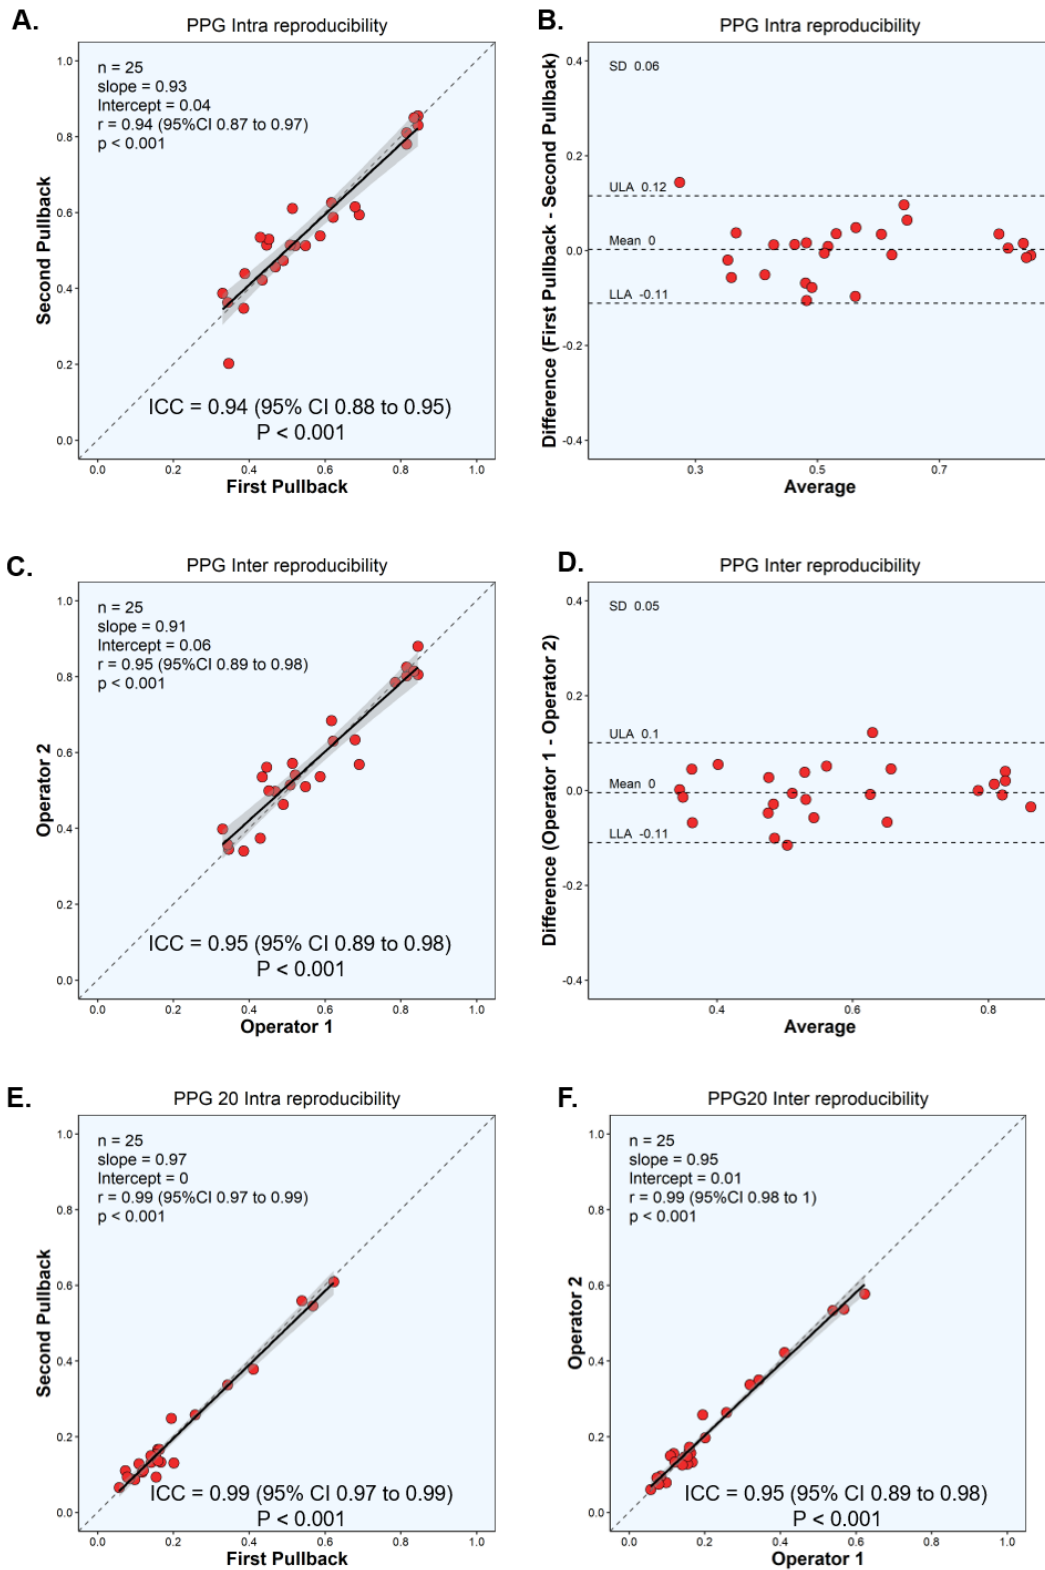 A.
PPG Intra reproducibility
n = 25
slope = 0.93
Intercept = 0.04
r = 0.94 (95%CI 0.87 to 0.97)
p < 0.001
ICC = 0.94 (95% CI 0.88 to 0.95)
P < 0.001
1.0
0.8
0.6
0.4
0.2
0.0
Second Pullback
0.0 0.2 0.4 0.6 0.8 1.0
First Pullback
B.
PPG Intra reproducibility
SD 0.06
ULA 0.12
Mean 0
LLA -0.11
0.4
0.2
0.0
-0.2
-0.4
Difference (First Pullback - Second Pullback)
0.3 0.5 0.7
Average
C.
PPG Inter reproducibility
n = 25
slope = 0.91
Intercept = 0.06
r = 0.95 (95%CI 0.89 to 0.98)
p < 0.001
ICC = 0.95 (95% CI 0.89 to 0.98)
P < 0.001
1.0
0.8
0.6
0.4
0.2
0.0
Operator 2
0.0 0.2 0.4 0.6 0.8 1.0
Operator 1
D.
PPG Inter reproducibility
SD 0.05
ULA 0.1
Mean 0
LLA -0.11
0.4
0.2
0.0
-0.2
-0.4
Difference (Operator 1 - Operator 2)
0.4 0.6 0.8
Average
E.
PPG 20 Intra reproducibility
n = 25
slope = 0.97
Intercept = 0
r = 0.99 (95%CI 0.97 to 0.99)
p < 0.001
ICC = 0.99 (95% CI 0.97 to 0.99)
P < 0.001
1.0
0.8
0.6
0.4
0.2
0.0
Second Pullback
0.0 0.2 0.4 0.6 0.8 1.0
First Pullback
F.
PPG20 Inter reproducibility
n = 25
slope = 0.95
Intercept = 0.01
r = 0.99 (95%CI 0.98 to 1)
p < 0.001
ICC = 0.95 (95% CI 0.89 to 0.98)
P < 0.001
1.0
0.8
0.6
0.4
0.2
0.0
Operator 2
0.0 0.2 0.4 0.6 0.8 1.0
Operator 1